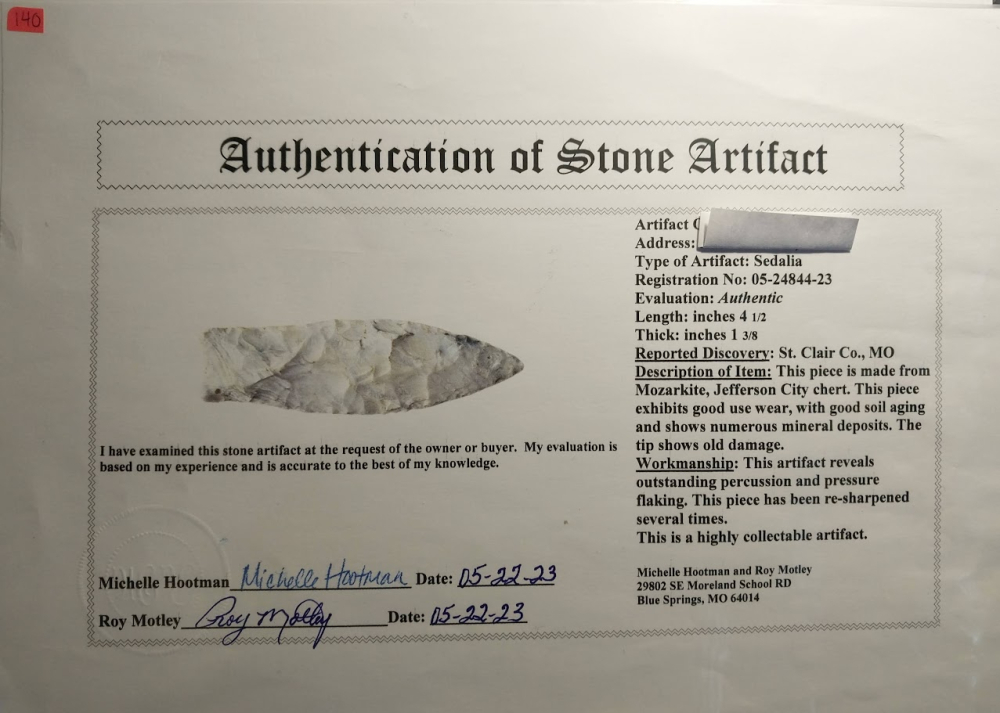 140
Authentication of Stone Artifact
Artifact
Address:
Type of Artifact: Sedalia
Registration No: 05-24844-23
Evaluation: Authentic
Length: inches 4 1/2
Thick: inches 1 3/8
Reported Discovery: St. Clair Co., MO
Description of Item: This piece is made from
Mozarkite, Jefferson City chert. This piece
exhibits good use wear, with good soil aging
and shows numerous mineral deposits. The
tip shows old damage.
Workmanship: This artifact reveals
outstanding percussion and pressure
flaking. This piece has been re-sharpened
several times.
This is a highly collectable artifact.
I have examined this stone artifact at the request of the owner or buyer. My evaluation is
based on my experience and is accurate to the best of my knowledge.
Michelle Hootman Michelle Hootman Date: 05-22-23
Roy Motley Roy Motley Date: 05-22-23
Michelle Hootman and Roy Motley
29802 SE Moreland School RD
Blue Springs, MO 64014